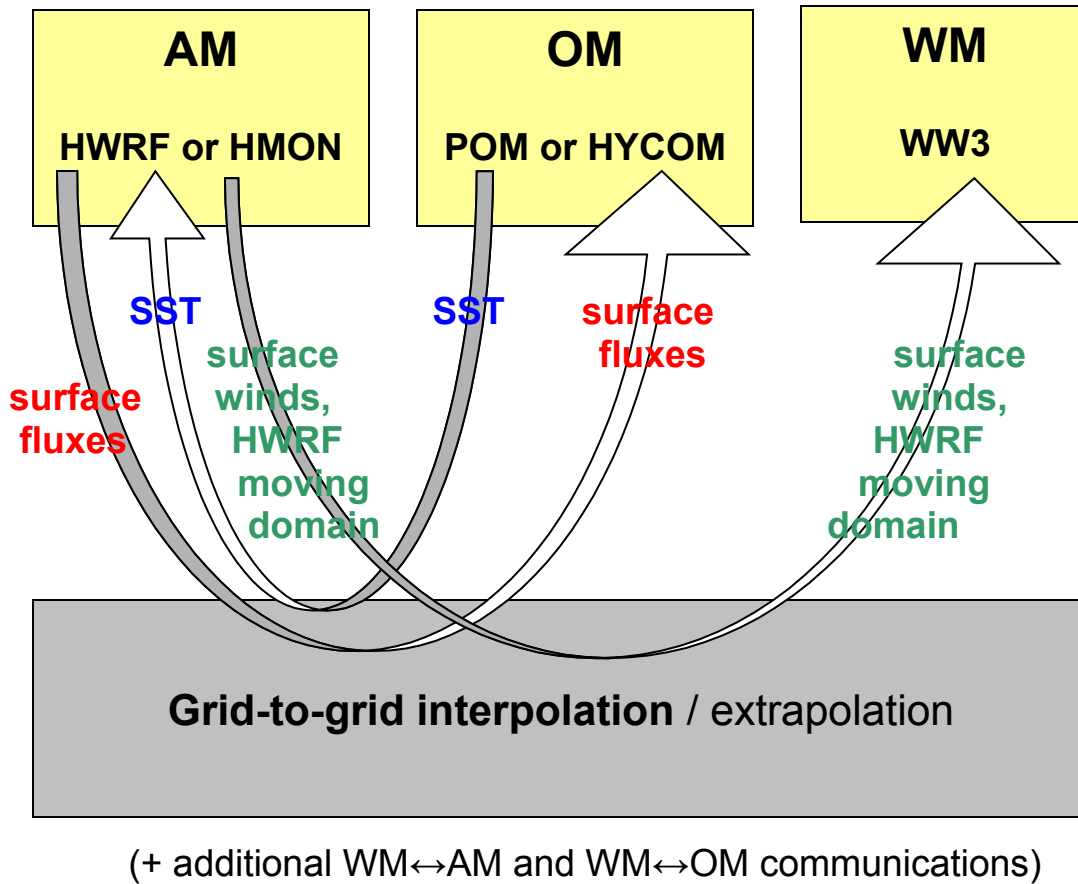 AM
HWRF or HMON
OM
POM or HYCOM
WM
WW3
SST
SST
surface
fluxes
surface
winds,
HWRF
moving
domain
surface
winds,
HWRF
moving
domain
surface
fluxes
Grid-to-grid interpolation / extrapolation
(+ additional WM↔AM and WM↔OM communications)